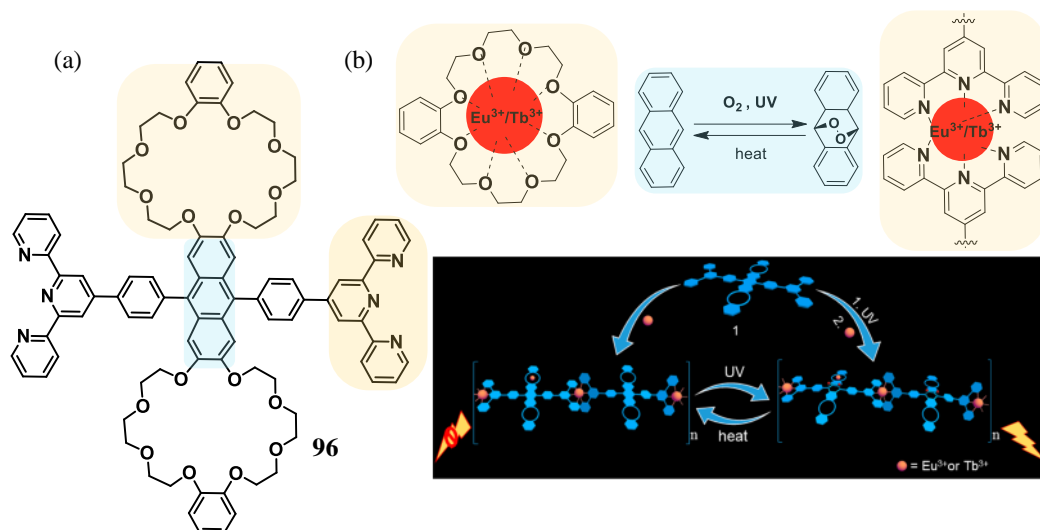 (a)
(b)
O
O
O
O
O
O
O
O
N
N
N
N
N
N
O
O
O
O
O
O
O
O
96
O
O
O
O
O
O
O
O
Eu³⁺/Tb³⁺
O₂ , UV
heat
O
O
N
N
N
Eu³⁺/Tb³⁺
N
N
N
1
1. UV
2.
UV
heat
n
n
= Eu³⁺or Tb³⁺